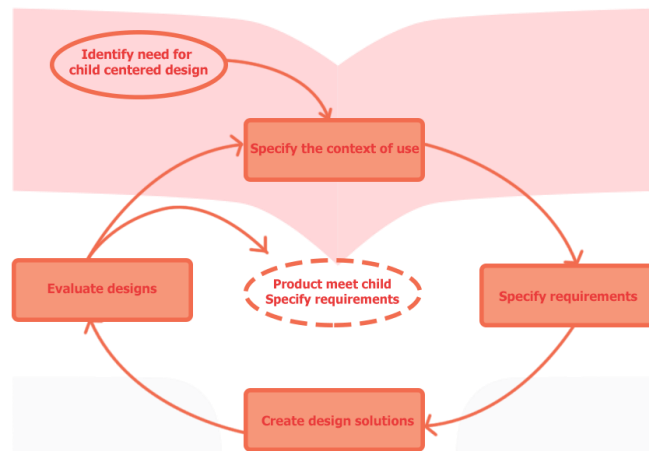 Identify need for
child centered design
Specify the context of use
Evaluate designs
Product meet child
Specify requirements
Specify requirements
Create design solutions